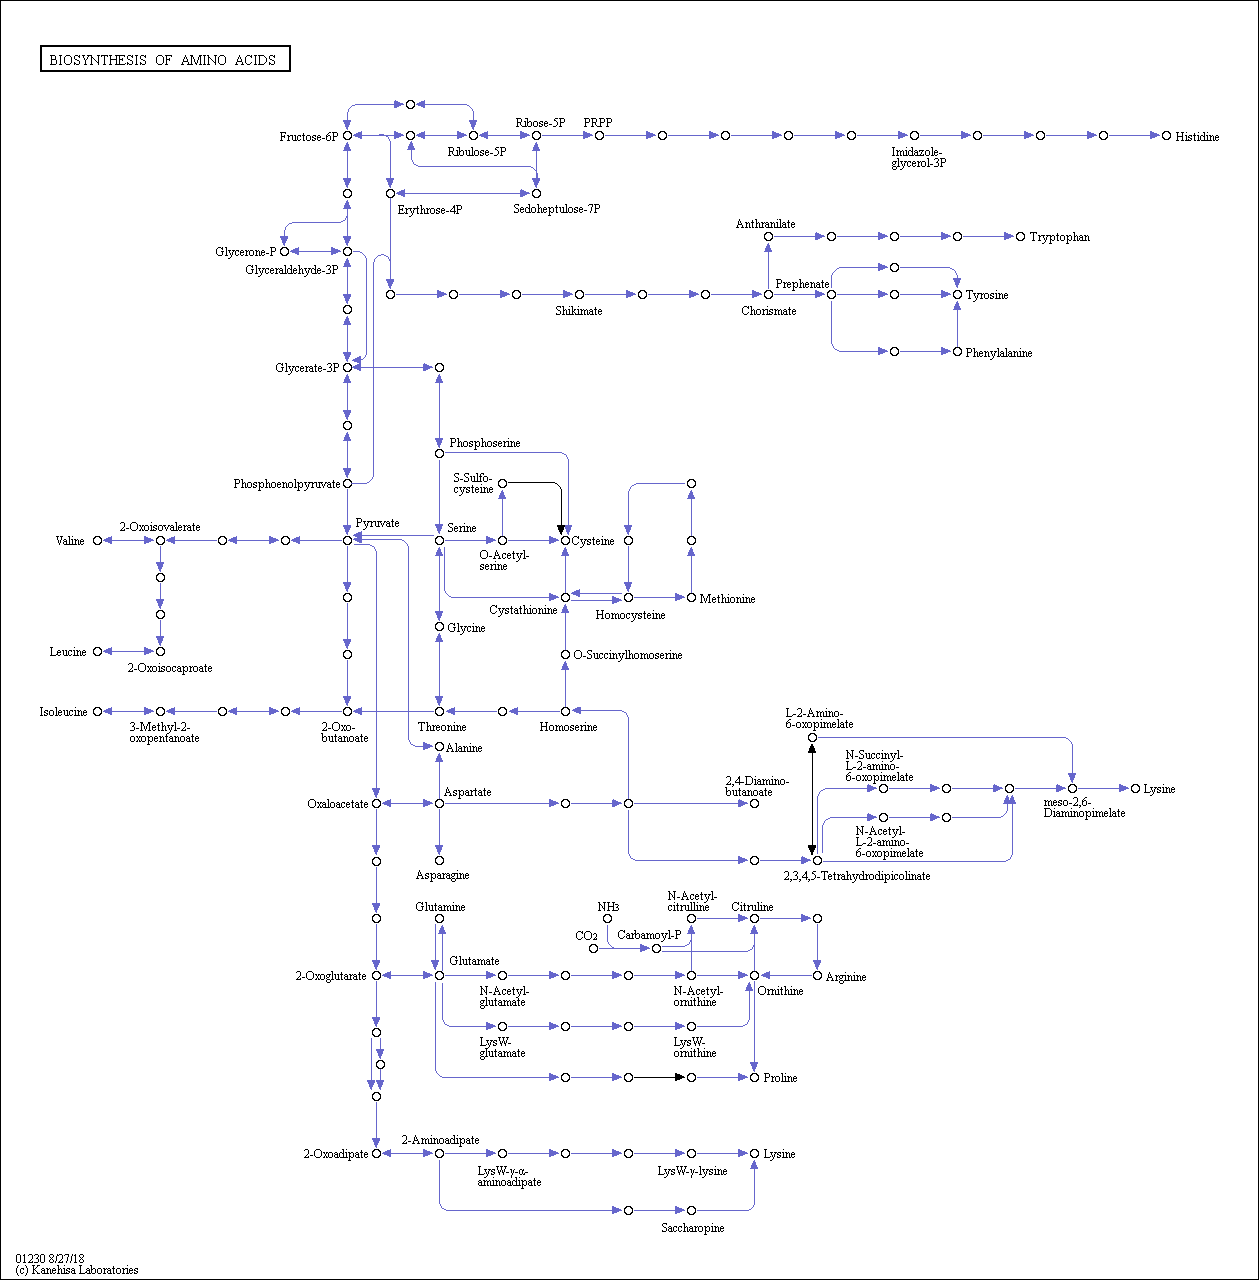 BIOSYNTHESIS OF AMINO ACIDS
Ribose-5P
PRPP
Fructose-6P
Histidine
Ribulose-5P
Imidazole-
glycerol-3P
Erythrose-4P
Sedoheptulose-7P
Anthranilate
Tryptophan
Glycerone-P
Glyceraldehyde-3P
Prephenate
Tyrosine
Shikimate
Chorismate
Phenylalanine
Glycerate-3P
Phosphoserine
S-Sulfo-
cysteine
Phosphoenolpyruvate
2-Oxoisovalerate
Pyruvate
Serine
Valine
Cysteine
O-Acetyl-
serine
Methionine
Cystathionine
Homocysteine
Glycine
Leucine
2-Oxoisocaproate
O-Succinylhomoserine
Isoleucine
3-Methyl-2-
oxopentanoate
2-Oxo-
butanoate
Threonine
Homoserine
L-2-Amino-
6-oxopimelate
Alanine
N-Succinyl-
L-2-amino-
6-oxopimelate
2,4-Diamino-
butanoate
Aspartate
Oxaloacetate
Lysine
meso-2,6-
Diaminopimelate
N-Acetyl-
L-2-amino-
6-oxopimelate
Asparagine
2,3,4,5-Tetrahydrodipicolinate
Glutamine
NH3
N-Acetyl-
citrulline
Citruline
CO2
Carbamoyl-P
Glutamate
2-Oxoglutarate
Arginine
N-Acetyl-
glutamate
N-Acetyl-
ornithine
Ornithine
LysW-
glutamate
LysW-
ornithine
Proline
2-Aminoadipate
2-Oxoadipate
Lysine
LysW-γ-α-
aminoadipate
LysW-γ-lysine
Saccharopine
01230 8/27/18
(c) Kanehisa Laboratories